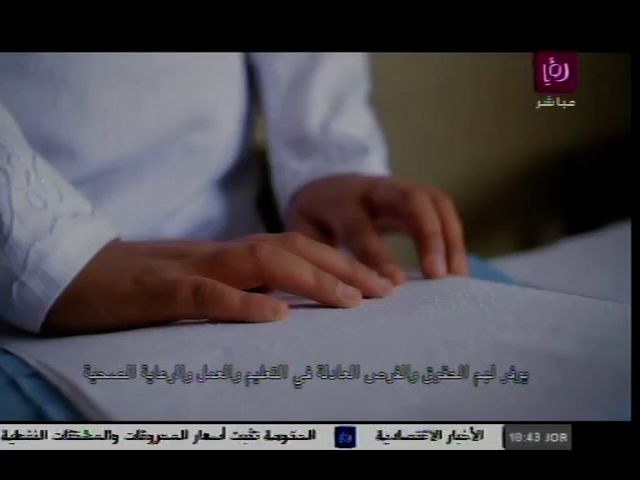 رؤيا
مباشر
يوفر لهم الحقوق والفرص العادلة في التعليم والعمل والرعاية الصحية
الأخبار الاقتصادية الحكومة تثبت أسعار المحروقات والمشتقات النفطية
18:43 JOR